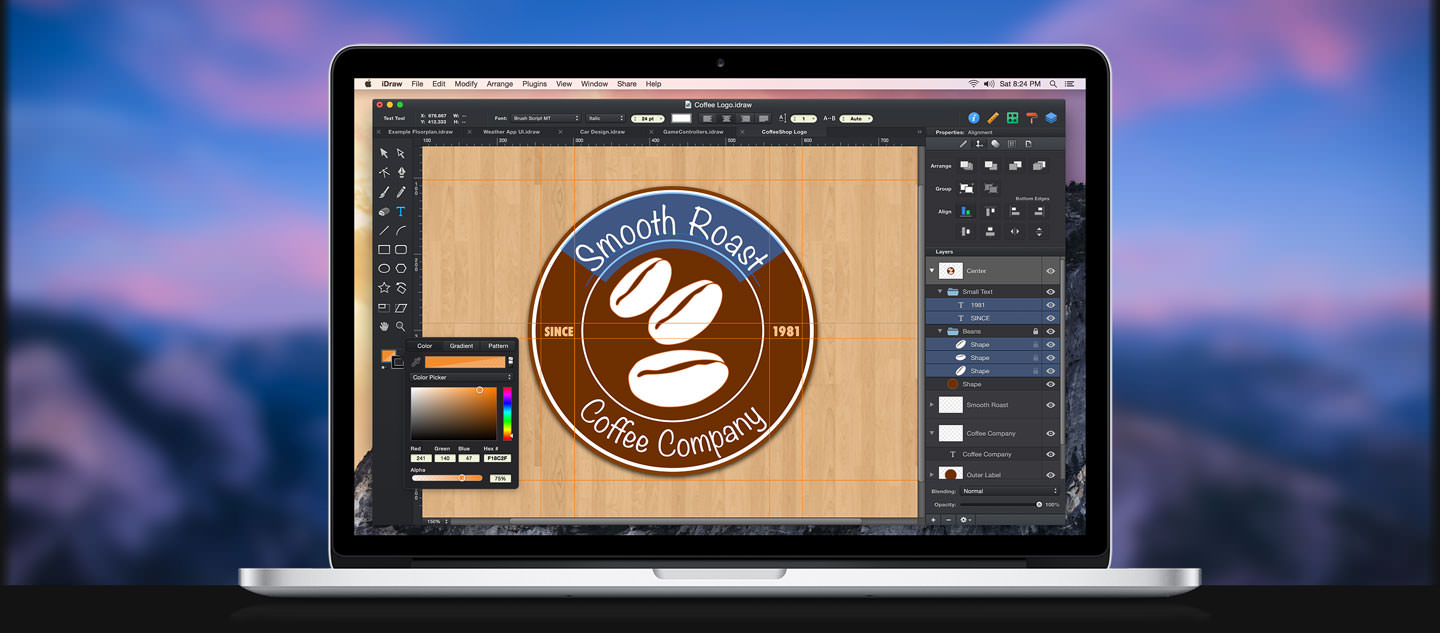 iDraw File Edit Modify Arrange Plugins View Window Share Help Sat 8:24 PM
Coffee Logo.idraw
Text Tool X: 676.667 W: -- Font: Brush Script MT Italic 24 pt A 1 A--B Auto
Y: 412.333 H: --
Example Floorplan.idraw Weather App UI.idraw Car Design.idraw GameControllers.idraw CoffeeShop Logo
Properties: Alignment
100 200 300 400 500 600 700
Arrange
Group
Bottom Edges
Align
Layers
Center
Small Text
T 1981
T SINCE
Beans
Shape
Shape
Shape
Shape
Smooth Roast
Coffee Company
T Coffee Company
Outer Label
Blending: Normal
Opacity: 100%
Smooth Roast
SINCE 1981
Coffee Company
Color Gradient Pattern
Color Picker
Red Green Blue Hex #
241 140 47 F18C2F
Alpha
75%
150%